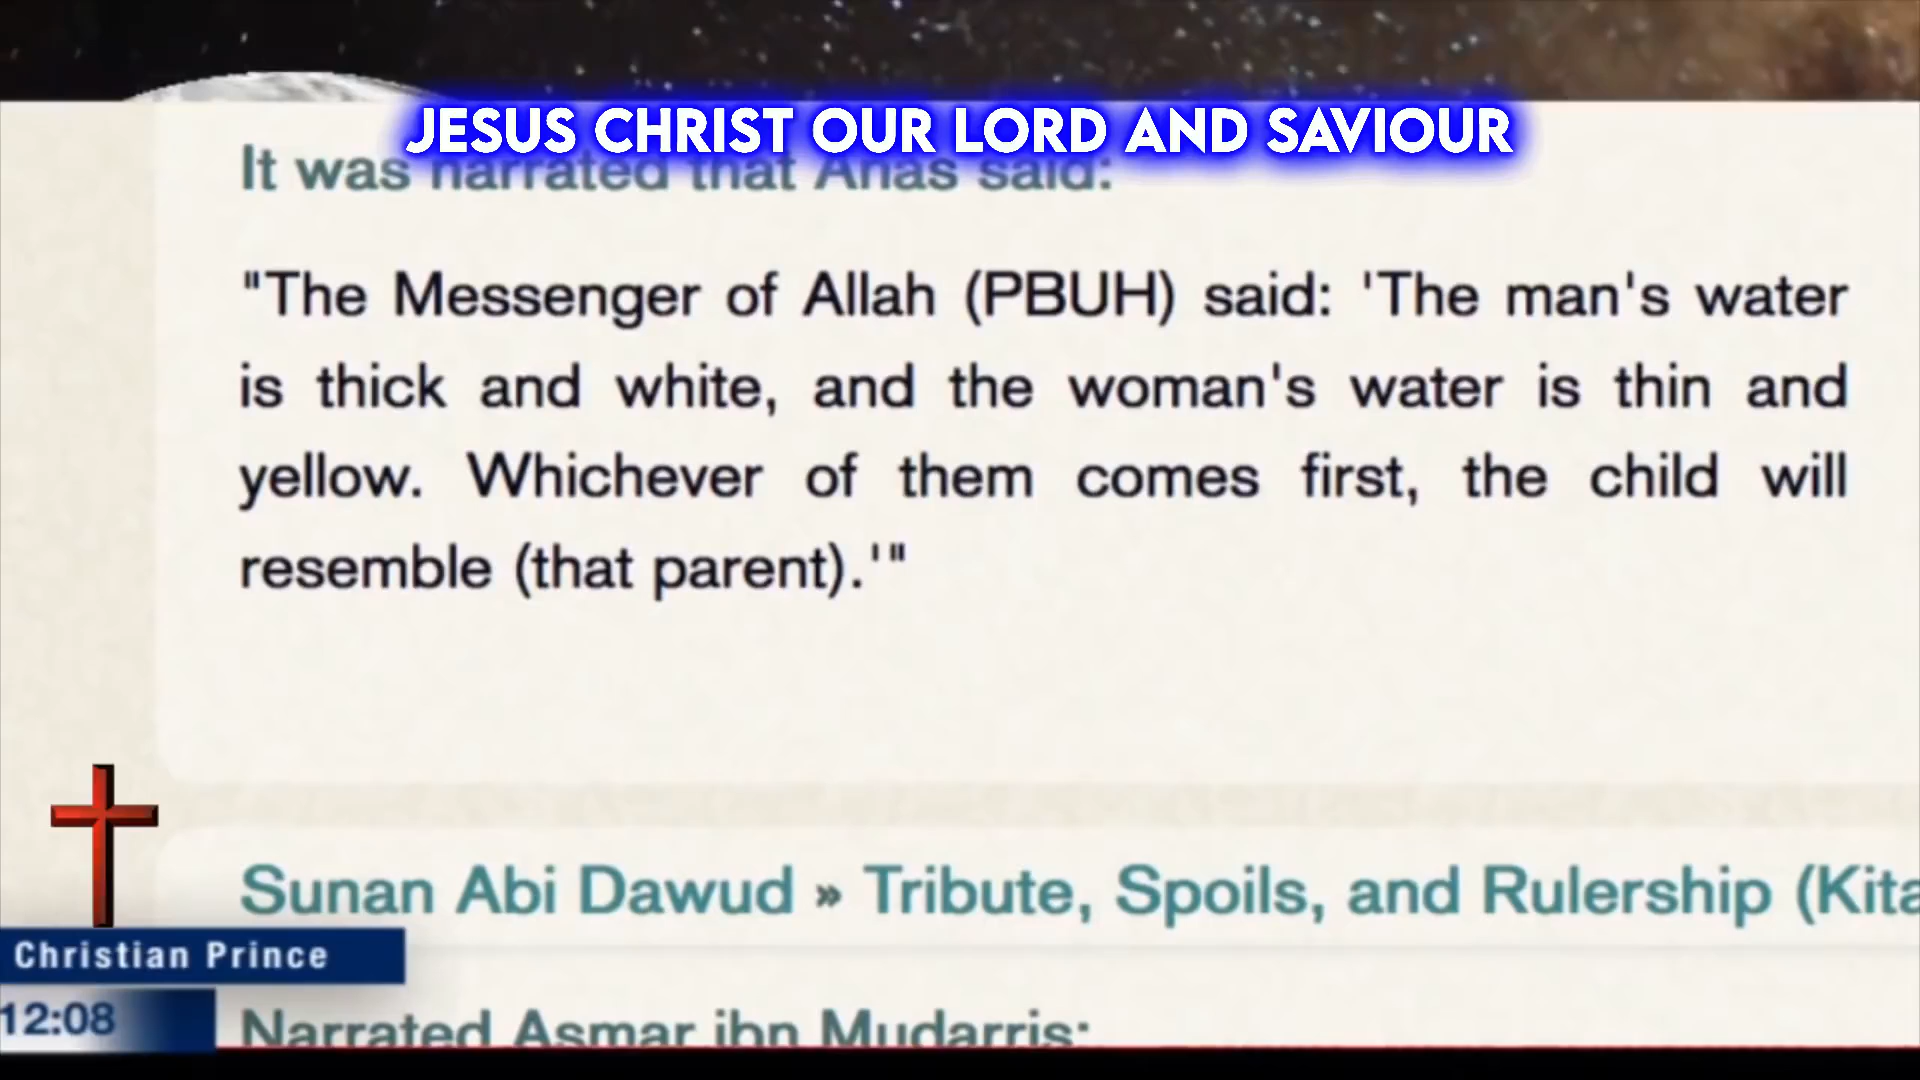 JESUS CHRIST OUR LORD AND SAVIOUR
It was narrated that Anas said:
"The Messenger of Allah (PBUH) said: 'The man's water
is thick and white, and the woman's water is thin and
yellow. Whichever of them comes first, the child will
resemble (that parent).'"
Sunan Abi Dawud » Tribute, Spoils, and Rulership (Kita
Christian Prince
12:08
Narrated Asmar ibn Mudarris: